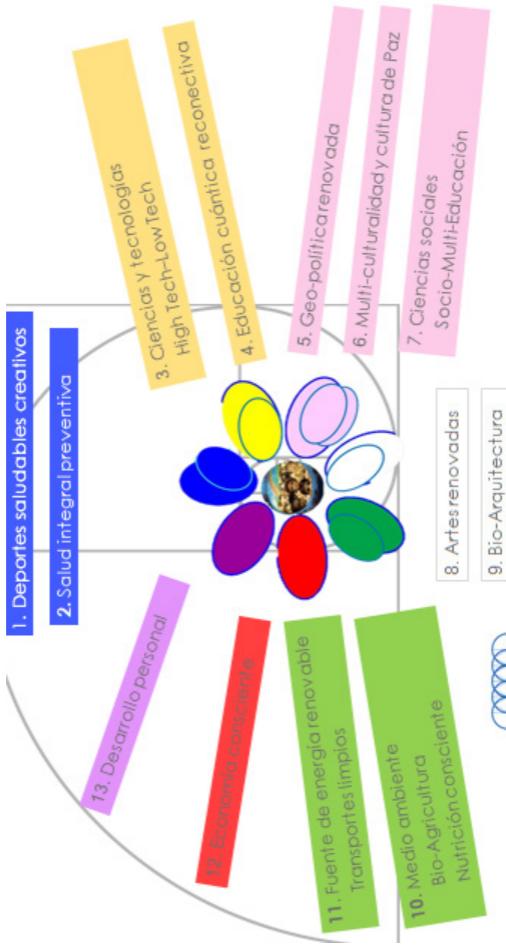 1. Deportes saludables creativos
2. Salud integral preventiva
3. Ciencias y tecnologías
High Tech-LowTech
4. Educación cuántica reconectiva
5. Geo-política renovada
6. Multi-culturalidad y cultura de Paz
7. Ciencias sociales
Socio-Multi-Educación
8. Artes renovadas
9. Bio-Arquitectura
10. Medio ambiente
Bio-Agricultura
Nutrición consciente
11. Fuente de energía renovable
Transportes limpios
12. Economía consciente
13. Desarrollo personal